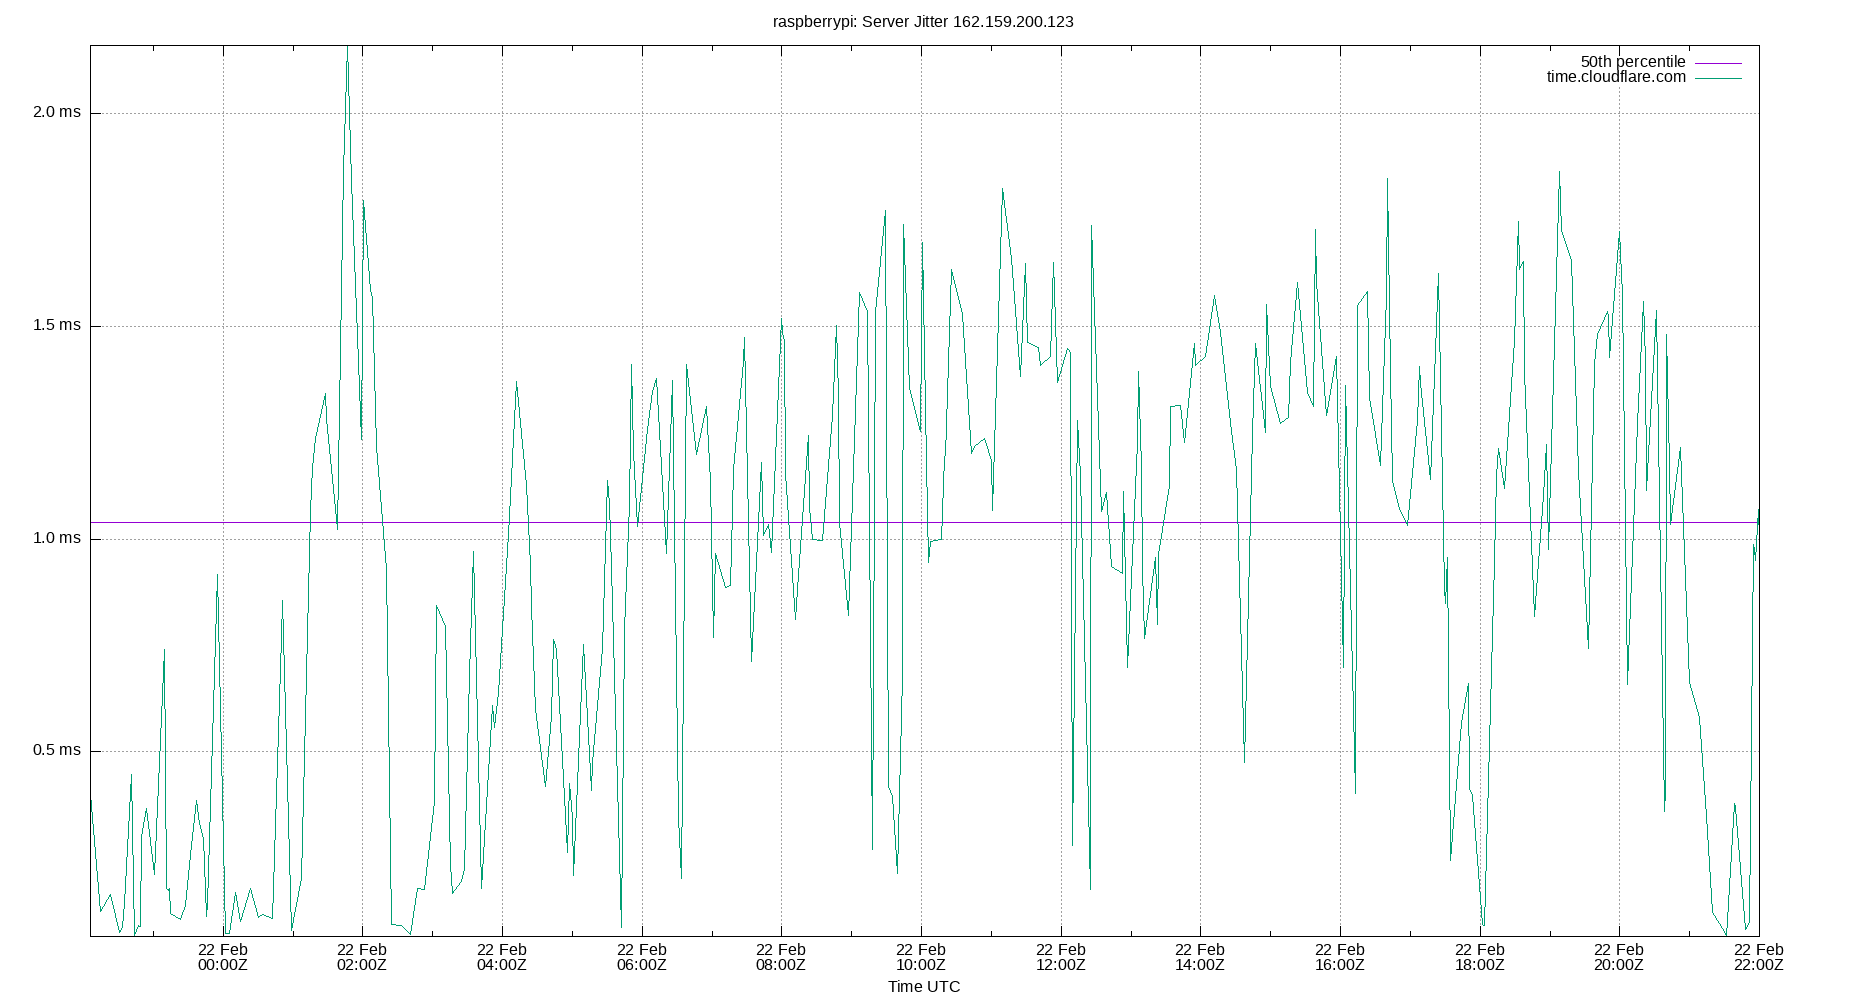 raspberrypi: Server Jitter 162.159.200.123
50th percentile
time.cloudflare.com
2.0 ms
1.5 ms
1.0 ms
0.5 ms
22 Feb 22 Feb 22 Feb 22 Feb 22 Feb 22 Feb 22 Feb 22 Feb 22 Feb 22 Feb 22 Feb 22 Feb
00:00Z 02:00Z 04:00Z 06:00Z 08:00Z 10:00Z 12:00Z 14:00Z 16:00Z 18:00Z 20:00Z 22:00Z
Time UTC